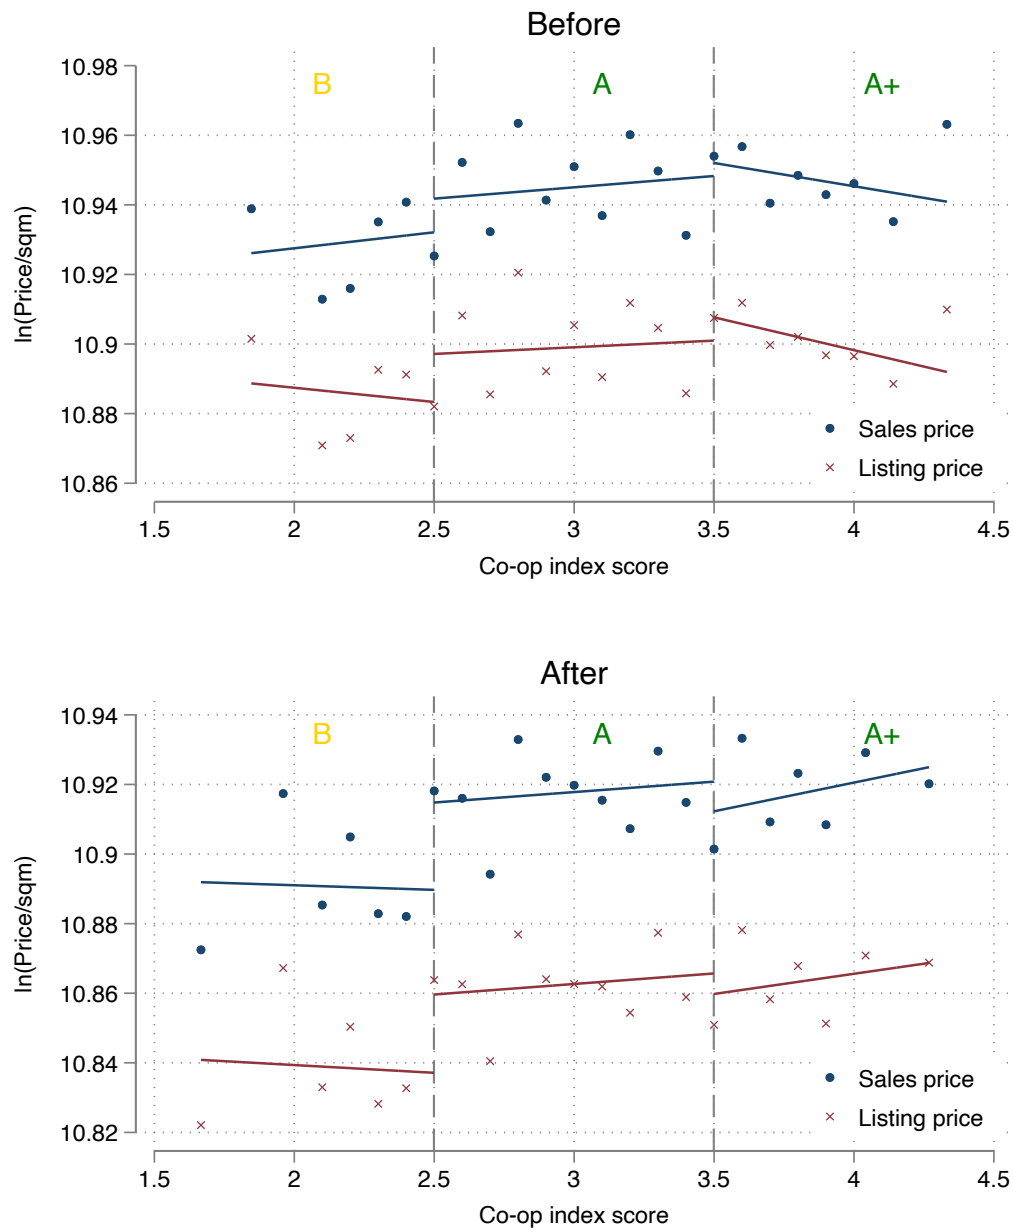 Before
B A A+
10.98
10.96
10.94
10.92
10.9
10.88
10.86
ln(Price/sqm)
Sales price
Listing price
1.5 2 2.5 3 3.5 4 4.5
Co-op index score
After
B A A+
10.94
10.92
10.9
10.88
10.86
10.84
10.82
ln(Price/sqm)
Sales price
Listing price
1.5 2 2.5 3 3.5 4 4.5
Co-op index score